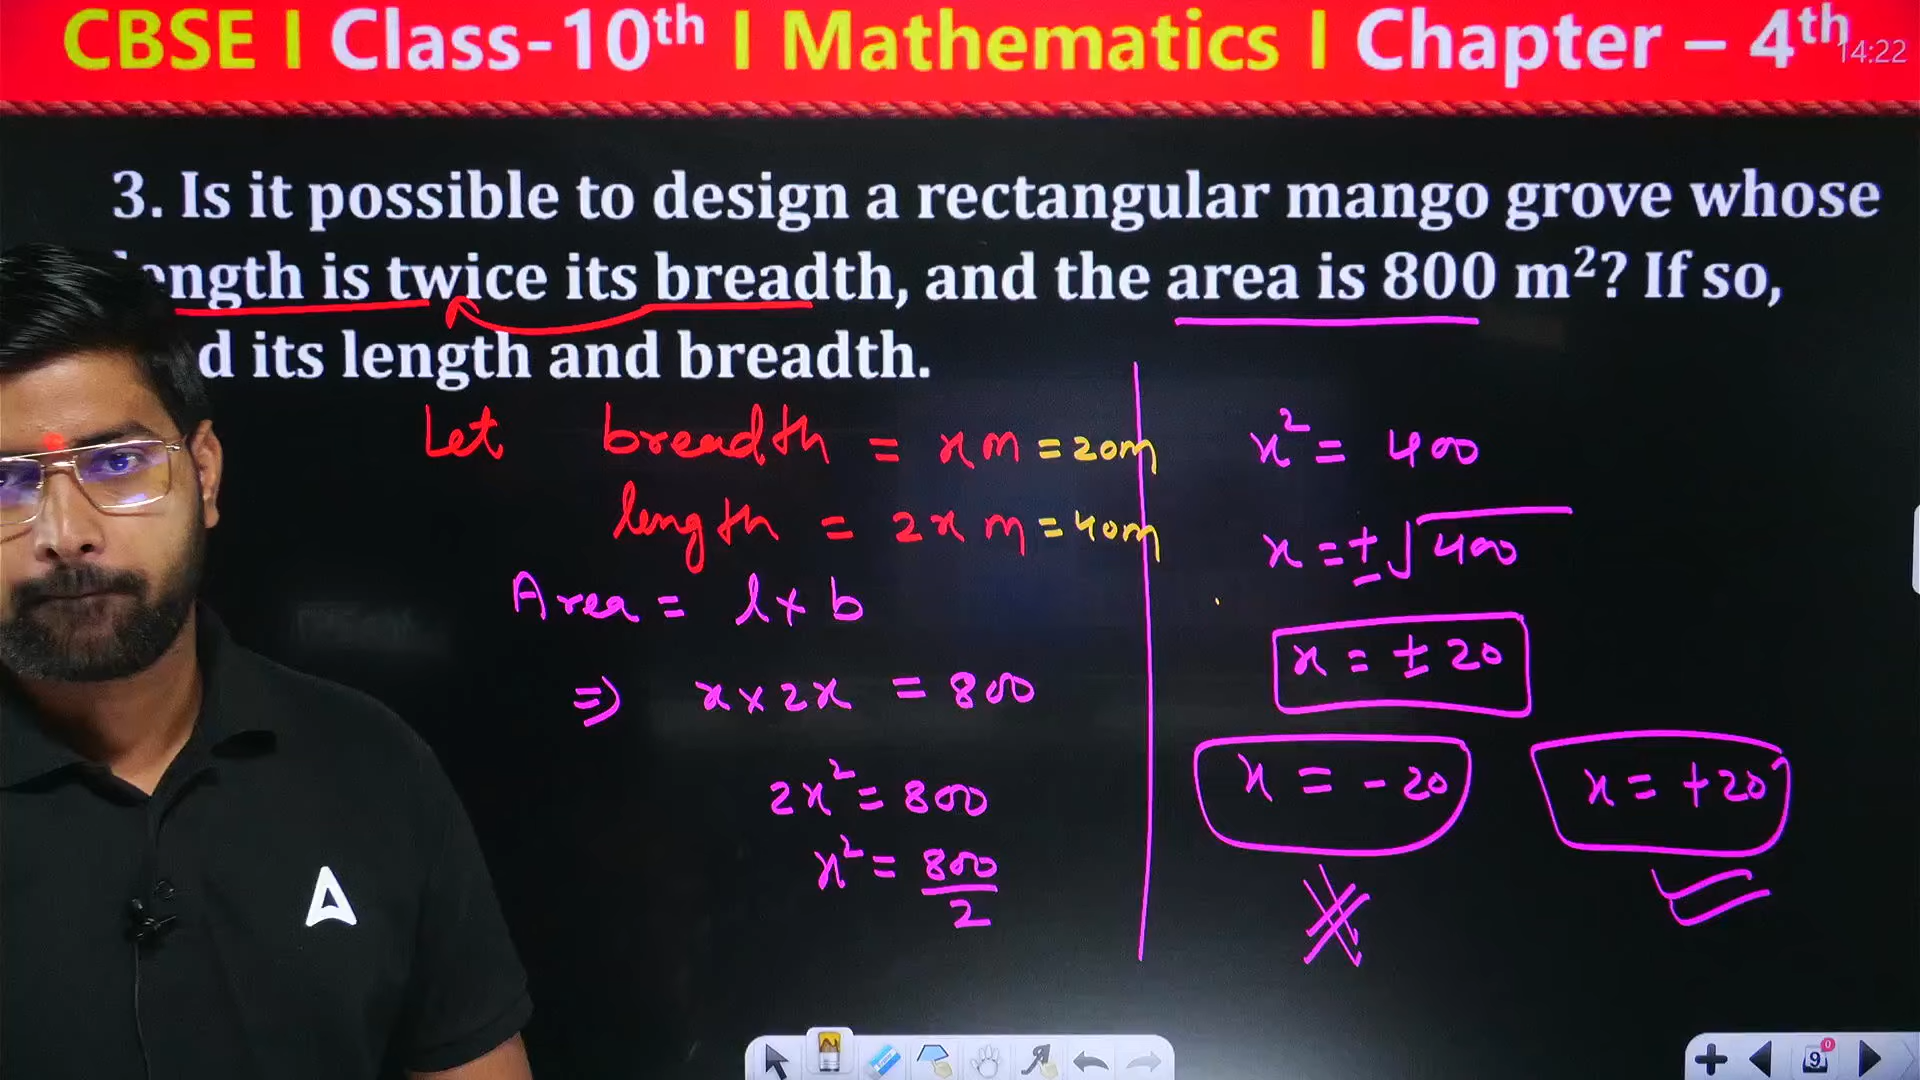 CBSE I Class-10th I Mathematics I Chapter – 4th
14:22
3. Is it possible to design a rectangular mango grove whose
ength is twice its breadth, and the area is 800 m²? If so,
d its length and breadth.
Let breadth = x m = 20m
length = 2x m = 40m
Area = l x b
=> x x 2x = 800
2x² = 800
x² = 800/2
x² = 400
x = ±√400
x = ± 20
x = - 20
x = + 20
9
0